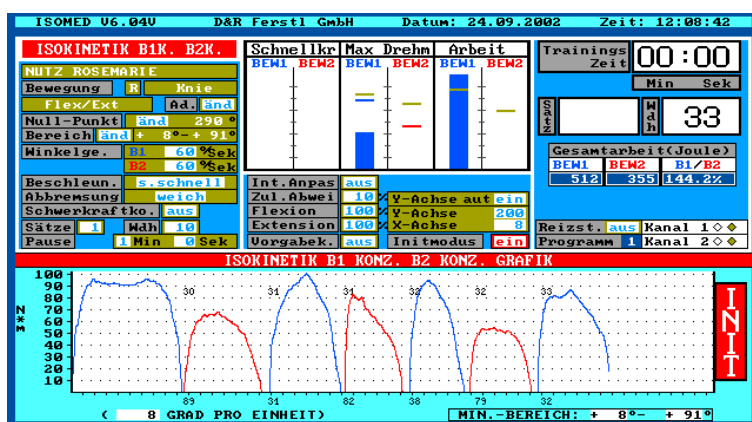 ISOMED V6.04V D&R Ferstl GmbH Datum: 24.09.2002 Zeit: 12:08:42
ISOKINETIK B1K. B2K.
NUTZ ROSEMARIE
Bewegung R Knie
Flex/Ext Ad. änd
Null-Punkt änd 290 °
Bereich änd + 8°-+ 91°
Winkelge. B1 60 °/Sek
B2 60 °/Sek
Beschleun. s.schnell
Abbremsung weich
Schwerkraftko. aus
Sätze 1 Wdh 10
Pause 1 Min 0 Sek
Schnellkr Max Drehm Arbeit
BEW1 BEW2 BEW1 BEW2 BEW1 BEW2
Int.Anpas aus
Zul.Abwei 10 %
Flexion 100 %
Extension 100 %
Vorgabek. aus
Y-Achse aut ein
Y-Achse 200
X-Achse 8
Initmodus ein
Trainings Zeit 00:00
Min Sek
Satz Wdh 33
Gesamtarbeit(Joule)
BEW1 BEW2 B1/B2
512 355 144.2%
Reizst. aus Kanal 1
Programm 1 Kanal 2
ISOKINETIK B1 KONZ. B2 KONZ. GRAFIK
100
90
80
70
60
50
40
30
20
10
N*M
30 31 31 32 32 33
89 31 82 38 79 32
INIT
( 8 GRAD PRO EINHEIT) MIN.-BEREICH: + 8°- + 91°